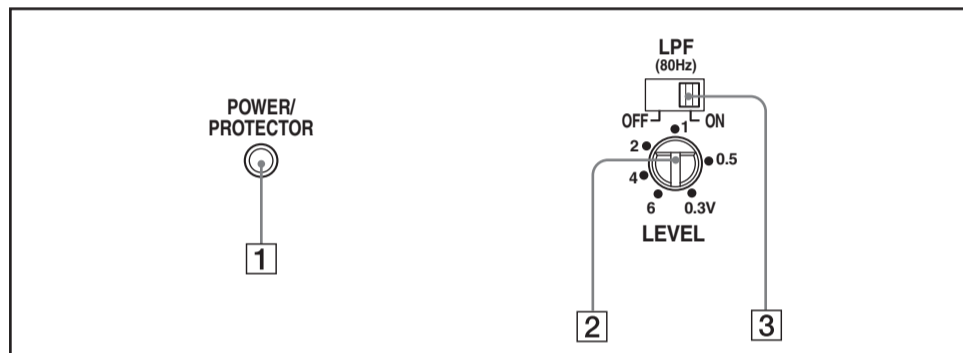 POWER/
PROTECTOR
1
LPF
(80Hz)
OFF ON
1
2
0.5
4
6
0.3V
LEVEL
2
3